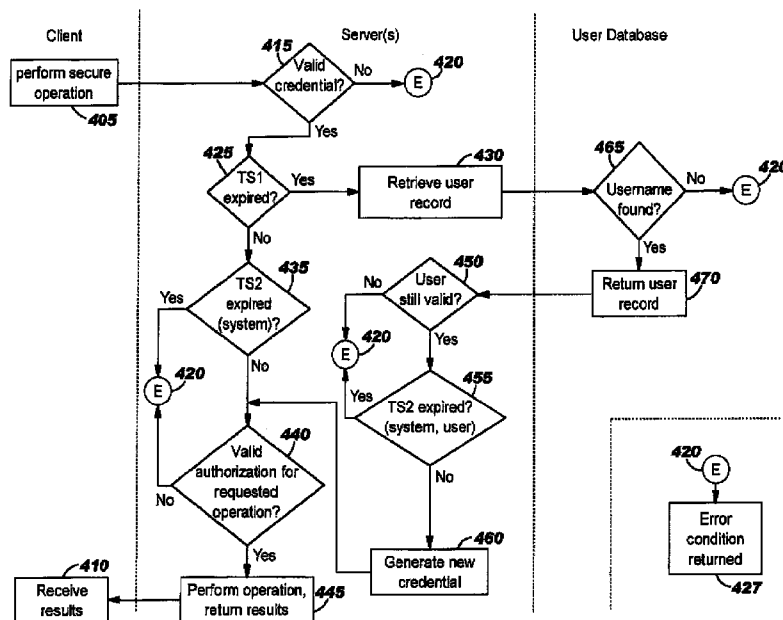 Client
Server(s)
User Database
perform secure
operation
405
415
Valid
credential?
No
E
420
Yes
425
TS1
expired?
Yes
430
Retrieve user
record
465
Username
found?
No
420
E
No
Yes
435
TS2
expired
(system)?
Yes
No
420
E
450
User
still valid?
No
Yes
Return user
record
470
420
E
455
TS2 expired?
(system, user)
Yes
No
440
Valid
authorization for
requested
operation?
No
Yes
460
Generate new
credential
420
E
Error
condition
returned
427
410
Receive
results
Perform operation,
return results
445